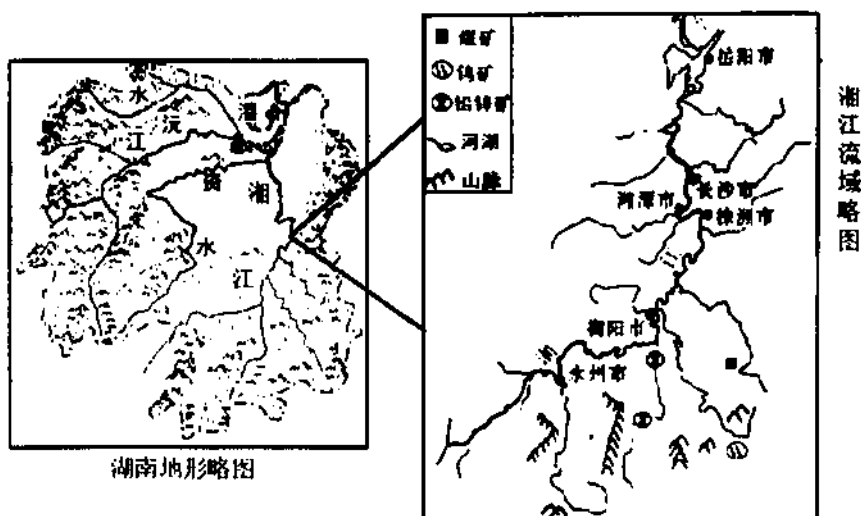 水
沅
江
资
湘
水
江
湖南地形略图
煤矿
钨矿
铅锌矿
河湖
山脉
岳阳市
长沙市
湘潭市
株洲市
江
衡阳市
湘
永州市
湘江流域略图